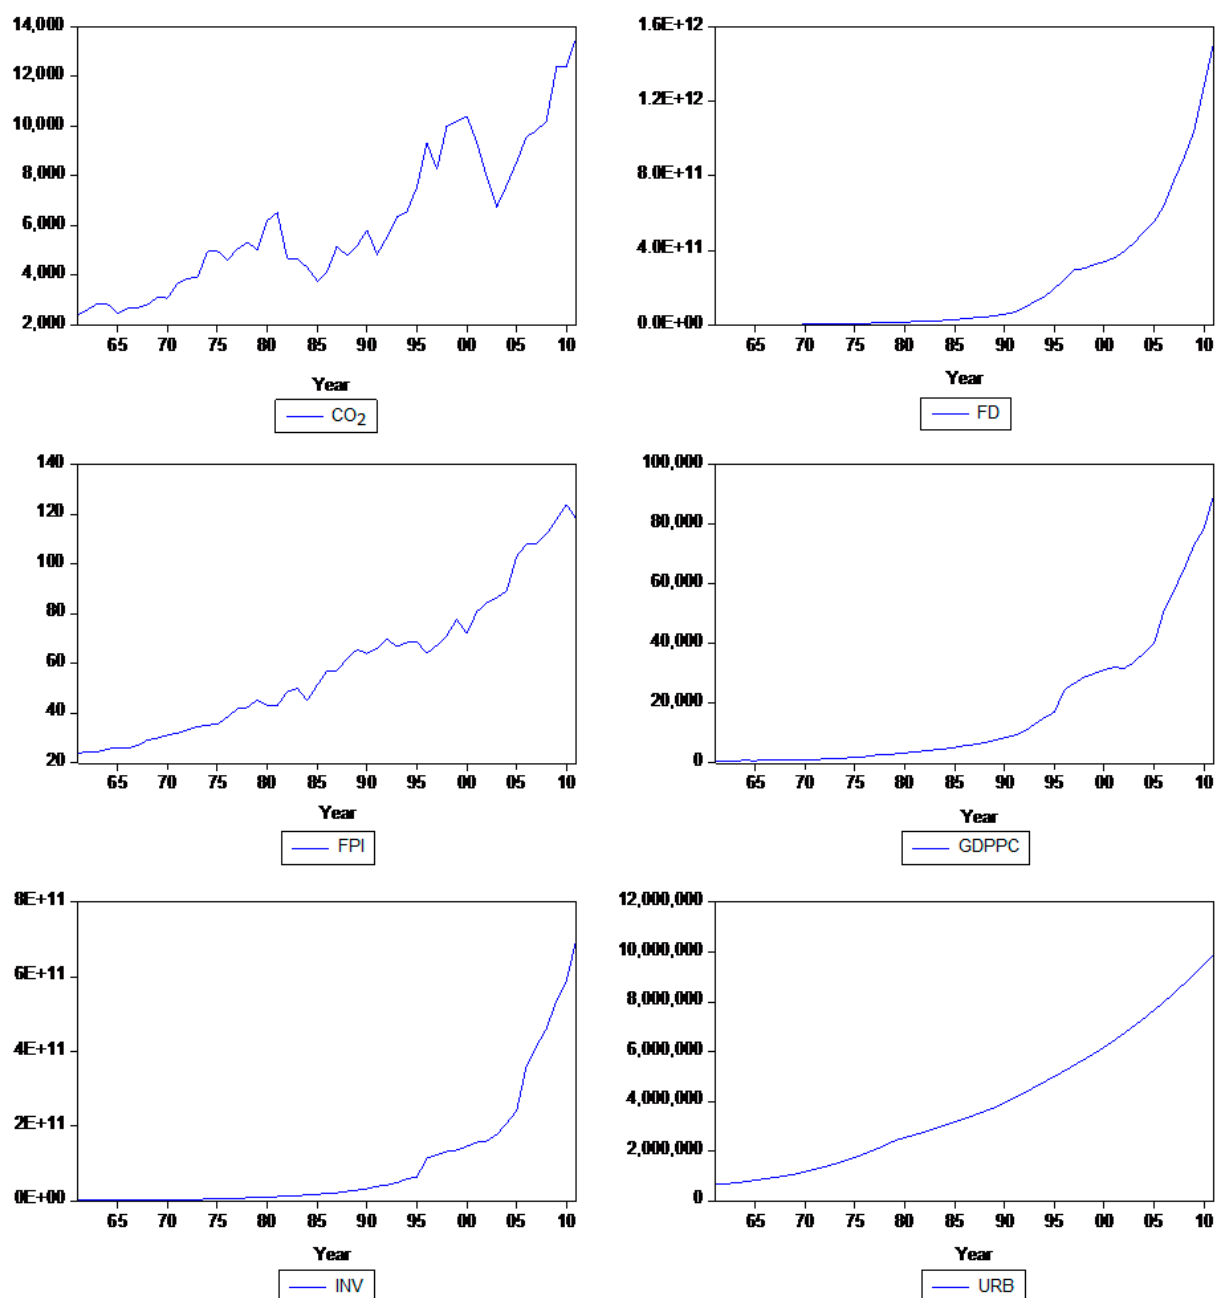 14,000
12,000
10,000
8,000
6,000
4,000
2,000
65 70 75 80 85 90 95 00 05 10
Year
CO2
1.6E+12
1.2E+12
8.0E+11
4.0E+11
0.0E+00
65 70 75 80 85 90 95 00 05 10
Year
FD
140
120
100
80
60
40
20
65 70 75 80 85 90 95 00 05 10
Year
FPI
100,000
80,000
60,000
40,000
20,000
0
65 70 75 80 85 90 95 00 05 10
Year
GDPPC
8E+11
6E+11
4E+11
2E+11
0E+00
65 70 75 80 85 90 95 00 05 10
Year
INV
12,000,000
10,000,000
8,000,000
6,000,000
4,000,000
2,000,000
0
65 70 75 80 85 90 95 00 05 10
Year
URB